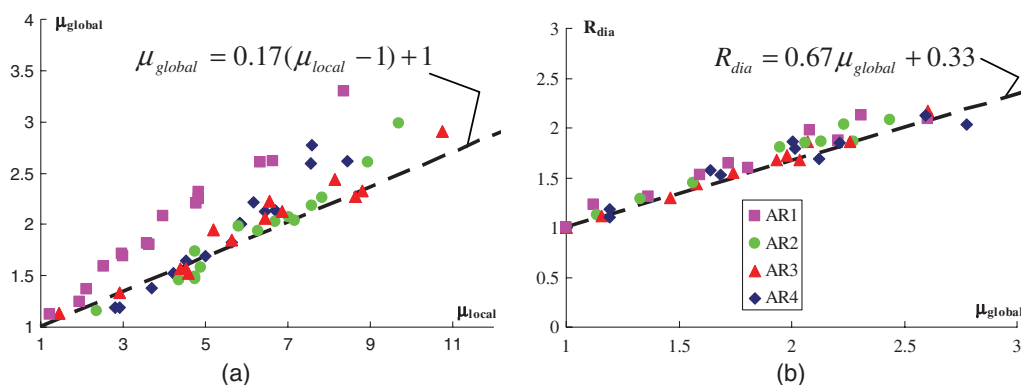 μglobal
4
3.5
3
2.5
2
1.5
1
μglobal = 0.17(μlocal − 1) + 1
μlocal
1 3 5 7 9 11
(a)
Rdia
3
2.5
2
1.5
1
0.5
0
Rdia = 0.67 μglobal + 0.33
AR1
AR2
AR3
AR4
μglobal
1 1.5 2 2.5 3
(b)